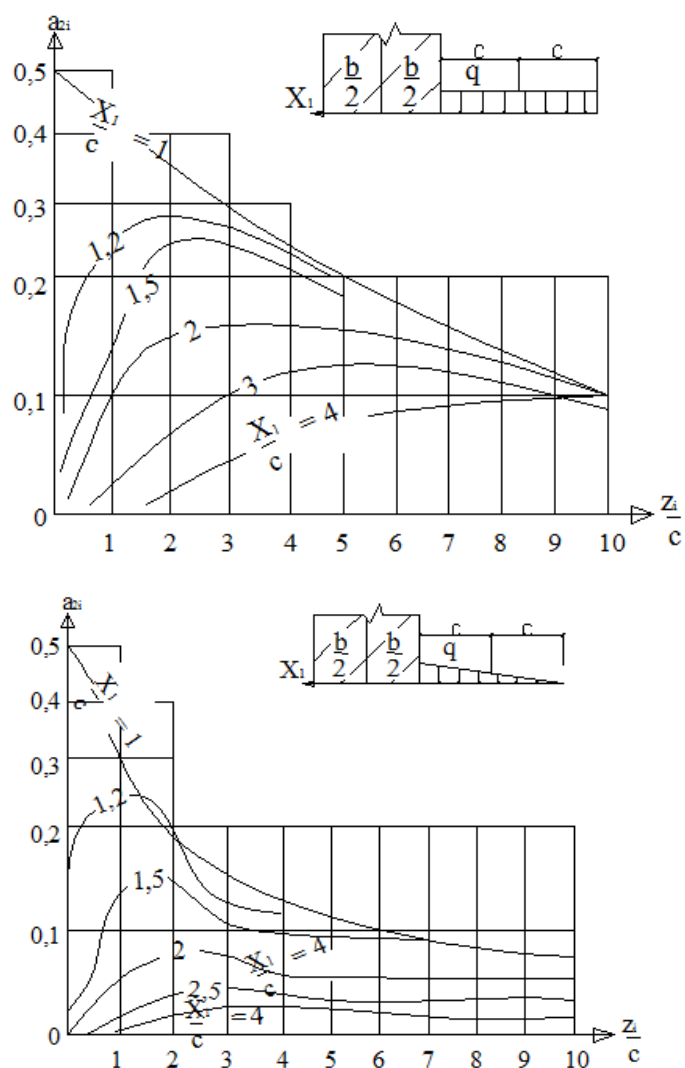 a₂ᵢ
c c
b/2 b/2 q
X₁
0,5
X₁/c = 1
0,4
0,3
1,2
0,2
1,5
2
0,1
3
X₁/c = 4
0
zᵢ/c
1 2 3 4 5 6 7 8 9 10
a₂ᵢ
c c
b/2 b/2 q
X₁
0,5
X₁/c = 1
0,4
0,3
1,2
0,2
1,5
0,1
2
X₁/c = 4
2,5
X₁/c = 4
0
zᵢ/c
1 2 3 4 5 6 7 8 9 10